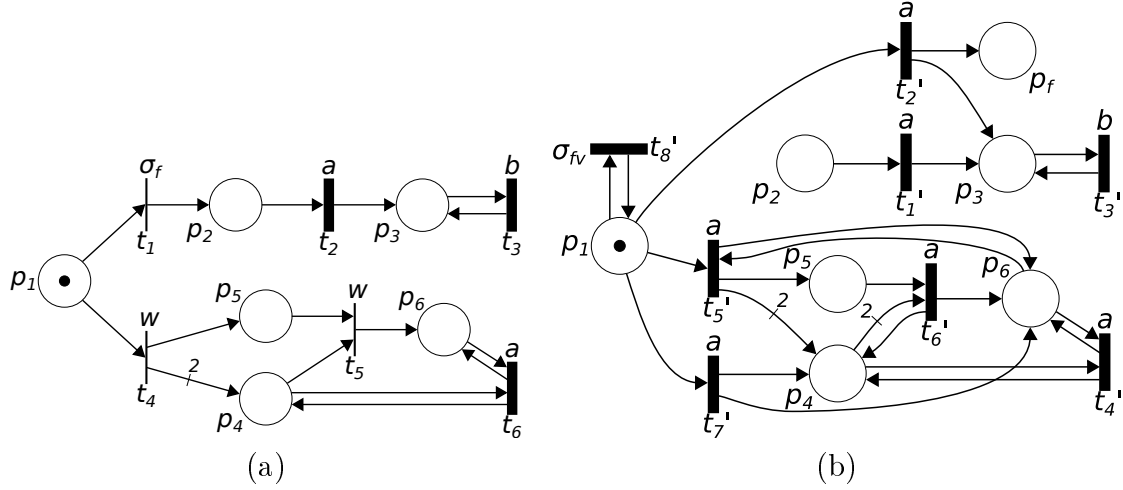 σf
a
b
p2
t1
t2
p3
t3
p1
w
p5
w
p6
2
t5
a
t4
p4
t6
(a)
a
t2'
pf
σfv
t8'
a
b
p2
t1'
p3
t3'
p1
a
p5
a
p6
t5'
2
2
t6'
a
a
p4
t7'
t4'
(b)